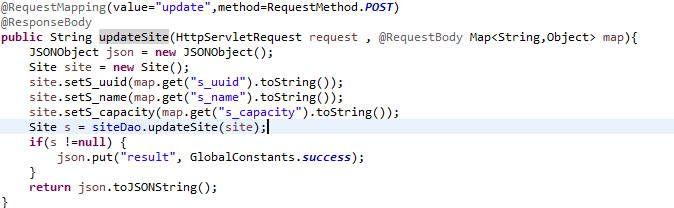 @RequestMapping(value="update",method=RequestMethod.POST)
@ResponseBody
public String updateSite(HttpServletRequest request , @RequestBody Map<String,Object> map){
JSONObject json = new JSONObject();
Site site = new Site();
site.setS_uuid(map.get("s_uuid").toString());
site.setS_name(map.get("s_name").toString());
site.setS_capacity(map.get("s_capacity").toString());
Site s = siteDao.updateSite(site);
if(s !=null) {
json.put("result", GlobalConstants.success);
}
return json.toJSONString();
}